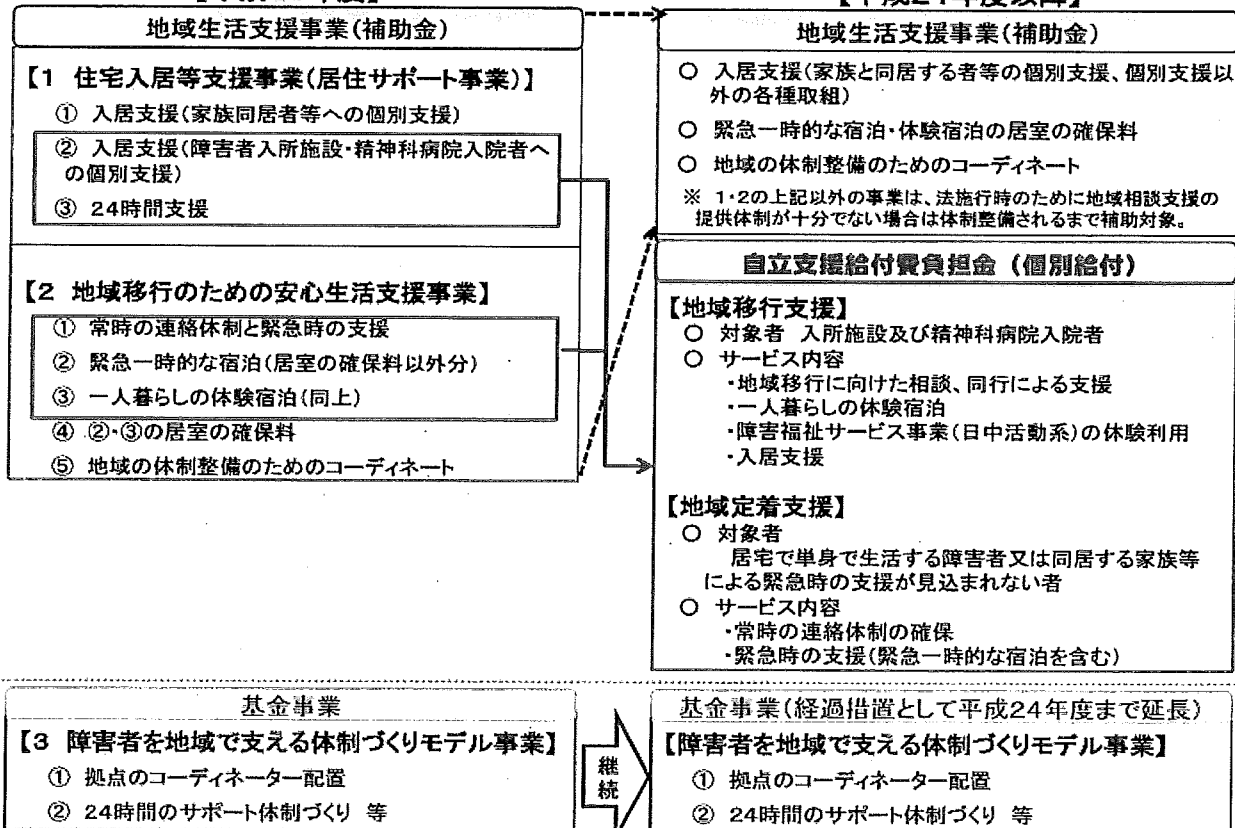 【平成24年度以降】
地域生活支援事業(補助金)
【1 住宅入居等支援事業(居住サポート事業)】
① 入居支援(家族同居者等への個別支援)
② 入居支援(障害者入所施設・精神科病院入院者へ
の個別支援)
③ 24時間支援
【2 地域移行のための安心生活支援事業】
① 常時の連絡体制と緊急時の支援
② 緊急一時的な宿泊(居室の確保料以外分)
③ 一人暮らしの体験宿泊(同上)
④ ②・③の居室の確保料
⑤ 地域の体制整備のためのコーディネート
地域生活支援事業(補助金)
○ 入居支援(家族と同居する者等の個別支援、個別支援以
外の各種取組)
○ 緊急一時的な宿泊・体験宿泊の居室の確保料
○ 地域の体制整備のためのコーディネート
※ 1・2の上記以外の事業は、法施行時のために地域相談支援の
提供体制が十分でない場合は体制整備されるまで補助対象。
自立支援給付費負担金(個別給付)
【地域移行支援】
○ 対象者 入所施設及び精神科病院入院者
○ サービス内容
・地域移行に向けた相談、同行による支援
・一人暮らしの体験宿泊
・障害福祉サービス事業(日中活動系)の体験利用
・入居支援
【地域定着支援】
○ 対象者
居宅で単身で生活する障害者又は同居する家族等
による緊急時の支援が見込まれない者
○ サービス内容
・常時の連絡体制の確保
・緊急時の支援(緊急一時的な宿泊を含む)
基金事業
【3 障害者を地域で支える体制づくりモデル事業】
① 拠点のコーディネーター配置
② 24時間のサポート体制づくり 等
継続
基金事業(経過措置として平成24年度まで延長)
【障害者を地域で支える体制づくりモデル事業】
① 拠点のコーディネーター配置
② 24時間のサポート体制づくり 等